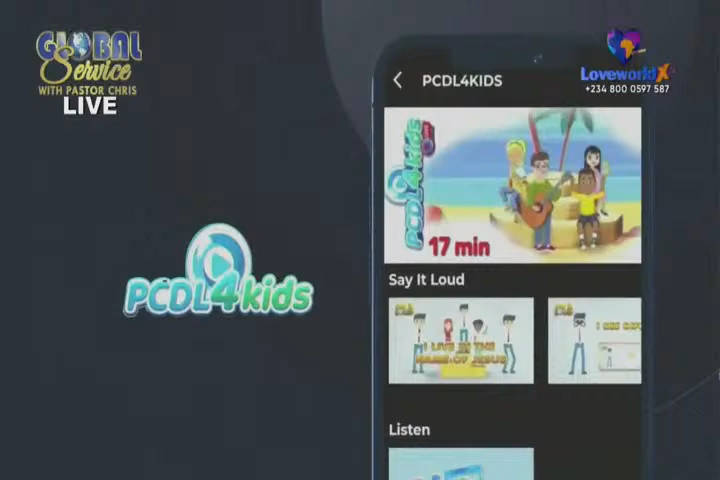 GLOBAL
Service
WITH PASTOR CHRIS
LIVE
LoveworldX
+234 800 0597 587
PCDL4KIDS
PCDL4kids
17 min
PCDL4kids
Say It Loud
I LIVE IN THE
NAME OF JESUS
Listen